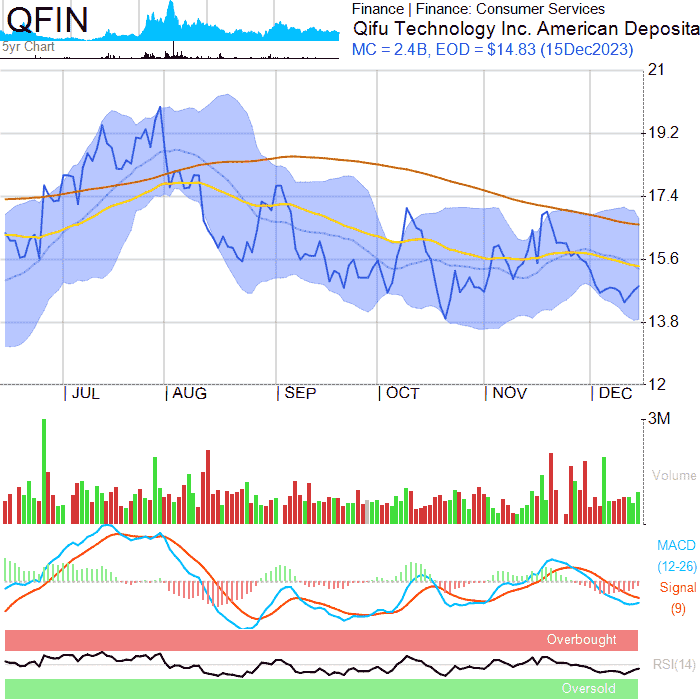 QFIN
5yr Chart
Finance | Finance: Consumer Services
Qifu Technology Inc. American Deposita
MC = 2.4B, EOD = $14.83 (15Dec2023)
21
19.2
17.4
15.6
13.8
12
JUL AUG SEP OCT NOV DEC
3M
Volume
MACD
(12-26)
Signal
(9)
Overbought
RSI(14)
Oversold